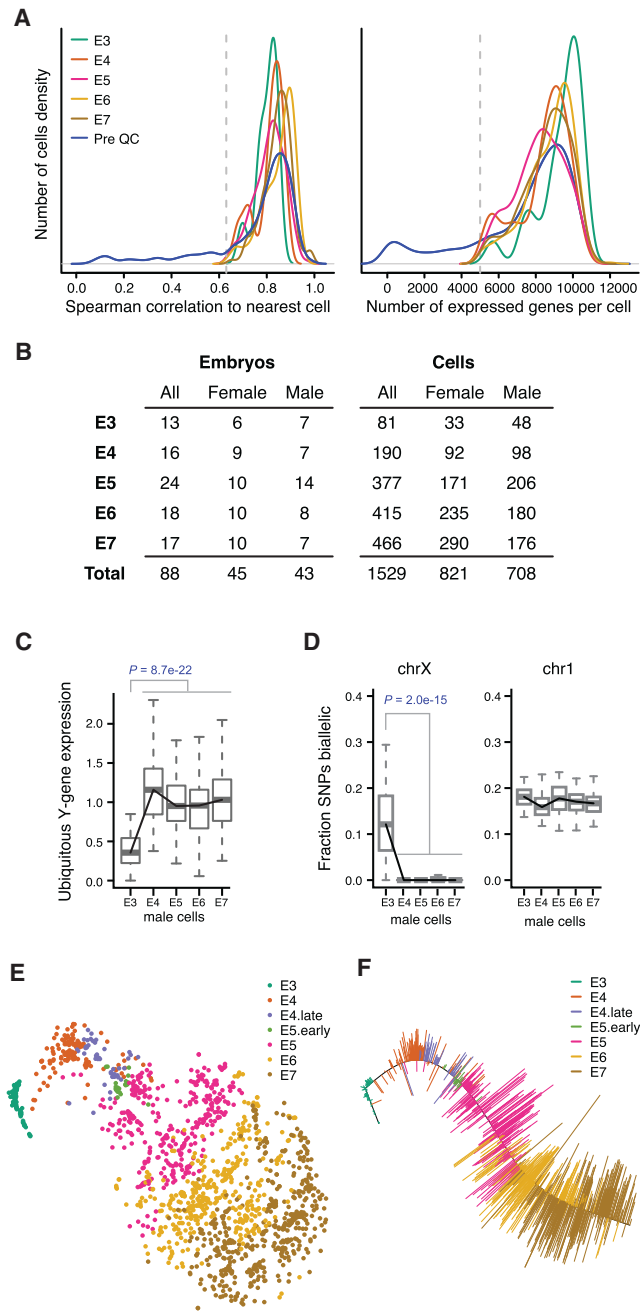 A
Number of cells density
E3
E4
E5
E6
E7
Pre QC
0.0 0.2 0.4 0.6 0.8 1.0
Spearman correlation to nearest cell
0 2000 4000 6000 8000 10000 12000
Number of expressed genes per cell
B
Embryos Cells
All Female Male All Female Male
E3 13 6 7 81 33 48
E4 16 9 7 190 92 98
E5 24 10 14 377 171 206
E6 18 10 8 415 235 180
E7 17 10 7 466 290 176
Total 88 45 43 1529 821 708
C
P = 8.7e-22
Ubiquitous Y-gene expression
2.0
1.5
1.0
0.5
0.0
E3 E4 E5 E6 E7
male cells
D
chrX
P = 2.0e-15
Fraction SNPs biallelic
0.4
0.3
0.2
0.1
0.0
E3 E4 E5 E6 E7
male cells
chr1
0.4
0.3
0.2
0.1
0.0
E3 E4 E5 E6 E7
male cells
E
E3
E4
E4.late
E5.early
E5
E6
E7
F
E3
E4
E4.late
E5.early
E5
E6
E7